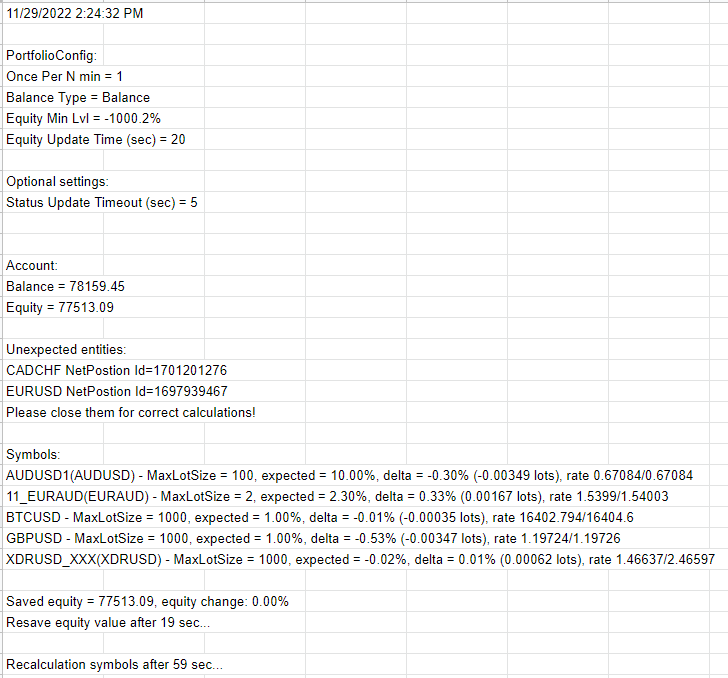 11/29/2022 2:24:32 PM
PortfolioConfig:
Once Per N min = 1
Balance Type = Balance
Equity Min Lvl = -1000.2%
Equity Update Time (sec) = 20
Optional settings:
Status Update Timeout (sec) = 5
Account:
Balance = 78159.45
Equity = 77513.09
Unexpected entities:
CADCHF NetPostion Id=1701201276
EURUSD NetPostion Id=1697939467
Please close them for correct calculations!
Symbols:
AUDUSD1(AUDUSD) - MaxLotSize = 100, expected = 10.00%, delta = -0.30% (-0.00349 lots), rate 0.67084/0.67084
11_EURAUD(EURAUD) - MaxLotSize = 2, expected = 2.30%, delta = 0.33% (0.00167 lots), rate 1.5399/1.54003
BTCUSD - MaxLotSize = 1000, expected = 1.00%, delta = -0.01% (-0.00035 lots), rate 16402.794/16404.6
GBPUSD - MaxLotSize = 1000, expected = 1.00%, delta = -0.53% (-0.00347 lots), rate 1.19724/1.19726
XDRUSD_XXX(XDRUSD) - MaxLotSize = 1000, expected = -0.02%, delta = 0.01% (0.00062 lots), rate 1.46637/2.46597
Saved equity = 77513.09, equity change: 0.00%
Resave equity value after 19 sec...
Recalculation symbols after 59 sec...